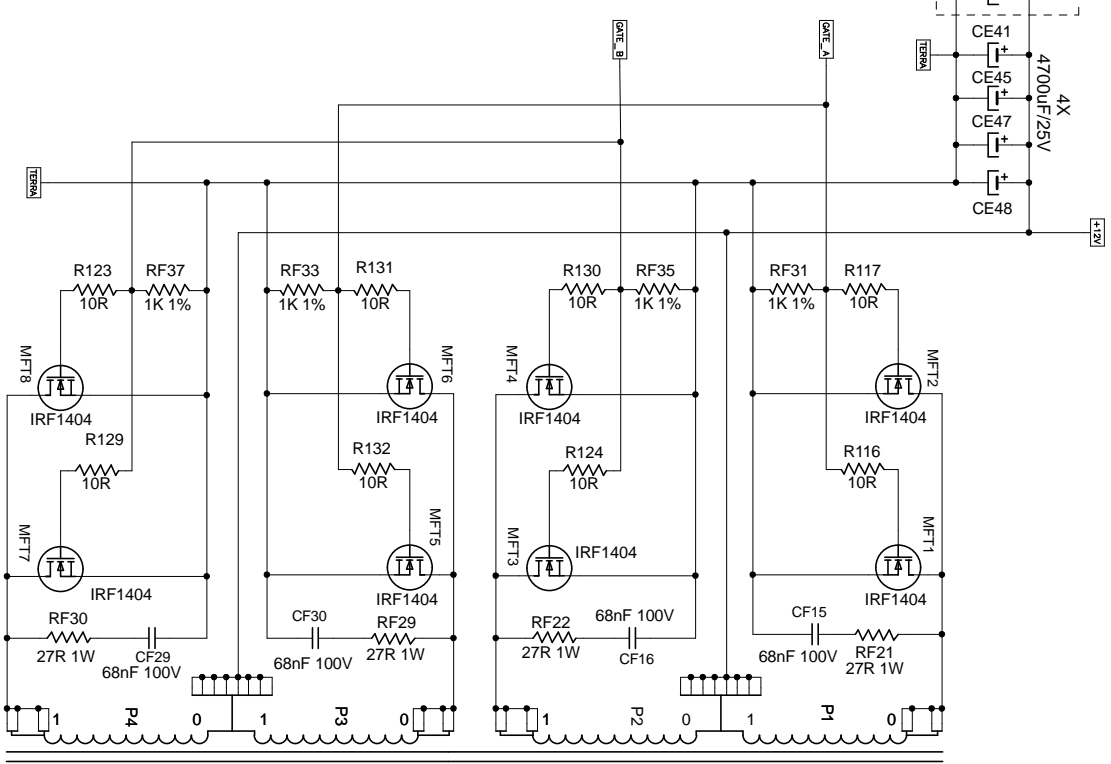 CE41
TERRA
CE45
4X
4700uF/25V
CE47
CE48
+12V
GATE_B
GATE_A
TERRA
R123
10R
RF37
1K 1%
RF33
1K 1%
R131
10R
R130
10R
RF35
1K 1%
RF31
1K 1%
R117
10R
MFT8
IRF1404
MFT6
IRF1404
MFT4
IRF1404
MFT2
IRF1404
R129
10R
R132
10R
R124
10R
R116
10R
MFT7
IRF1404
MFT5
IRF1404
MFT3
IRF1404
MFT1
IRF1404
RF30
27R 1W
CF29
68nF 100V
CF30
68nF 100V
RF29
27R 1W
RF22
27R 1W
68nF 100V
CF16
CF15
68nF 100V
RF21
27R 1W
1 P4 0
1 P3 0
1 P2 0
1 P1 0